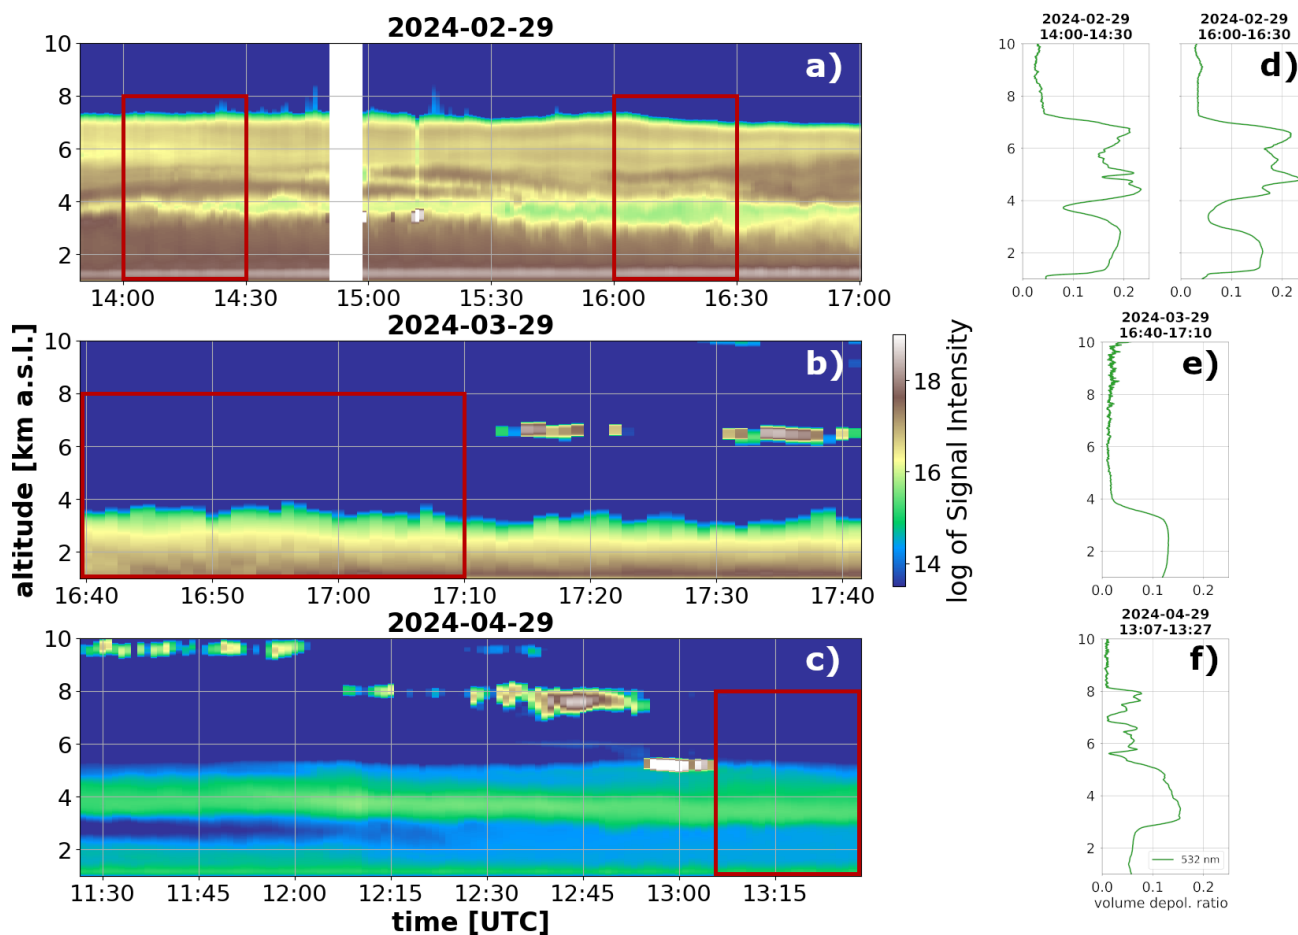 2024-02-29
a)
10
8
6
4
2
14:00 14:30 15:00 15:30 16:00 16:30 17:00
2024-03-29
b)
10
8
6
4
2
16:40 16:50 17:00 17:10 17:20 17:30 17:40
2024-04-29
c)
10
8
6
4
2
11:30 11:45 12:00 12:15 12:30 12:45 13:00 13:15
time [UTC]
altitude [km a.s.l.]
18
16
14
log of Signal Intensity
2024-02-29
14:00-14:30
10
8
6
4
2
0.0 0.1 0.2
2024-02-29
16:00-16:30
d)
0.0 0.1 0.2
2024-03-29
16:40-17:10
e)
10
8
6
4
2
0.0 0.1 0.2
2024-04-29
13:07-13:27
f)
10
8
6
4
2
532 nm
0.0 0.1 0.2
volume depol. ratio